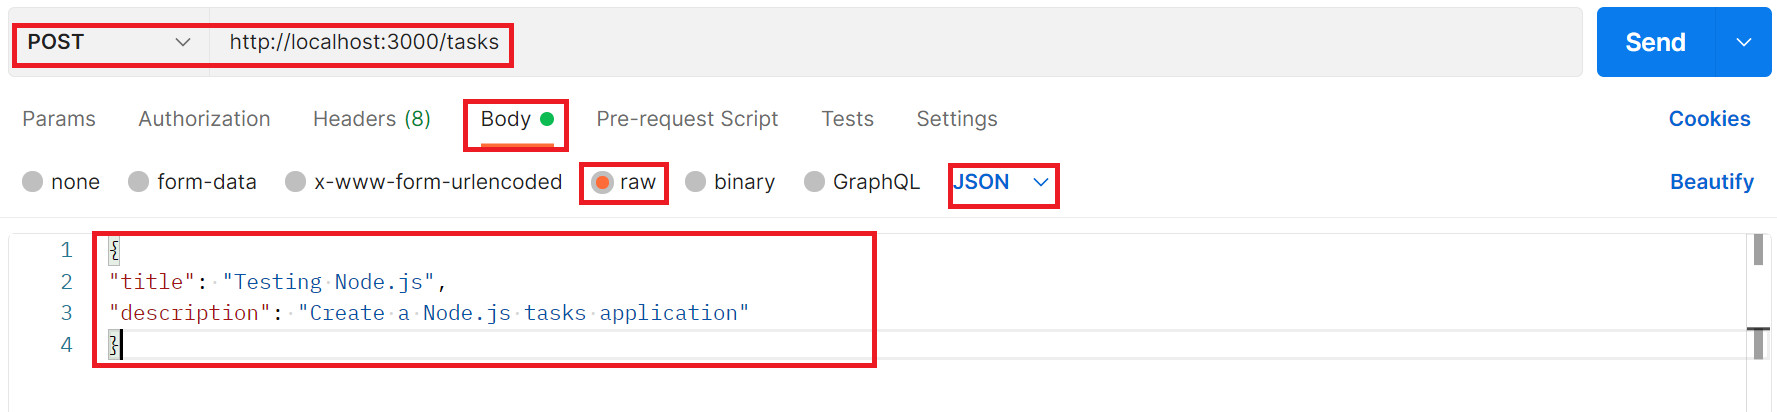 POST http://localhost:3000/tasks Send
Params Authorization Headers (8) Body Pre-request Script Tests Settings Cookies
none form-data x-www-form-urlencoded raw binary GraphQL JSON Beautify
1 {
2 "title": "Testing Node.js",
3 "description": "Create a Node.js tasks application"
4 }